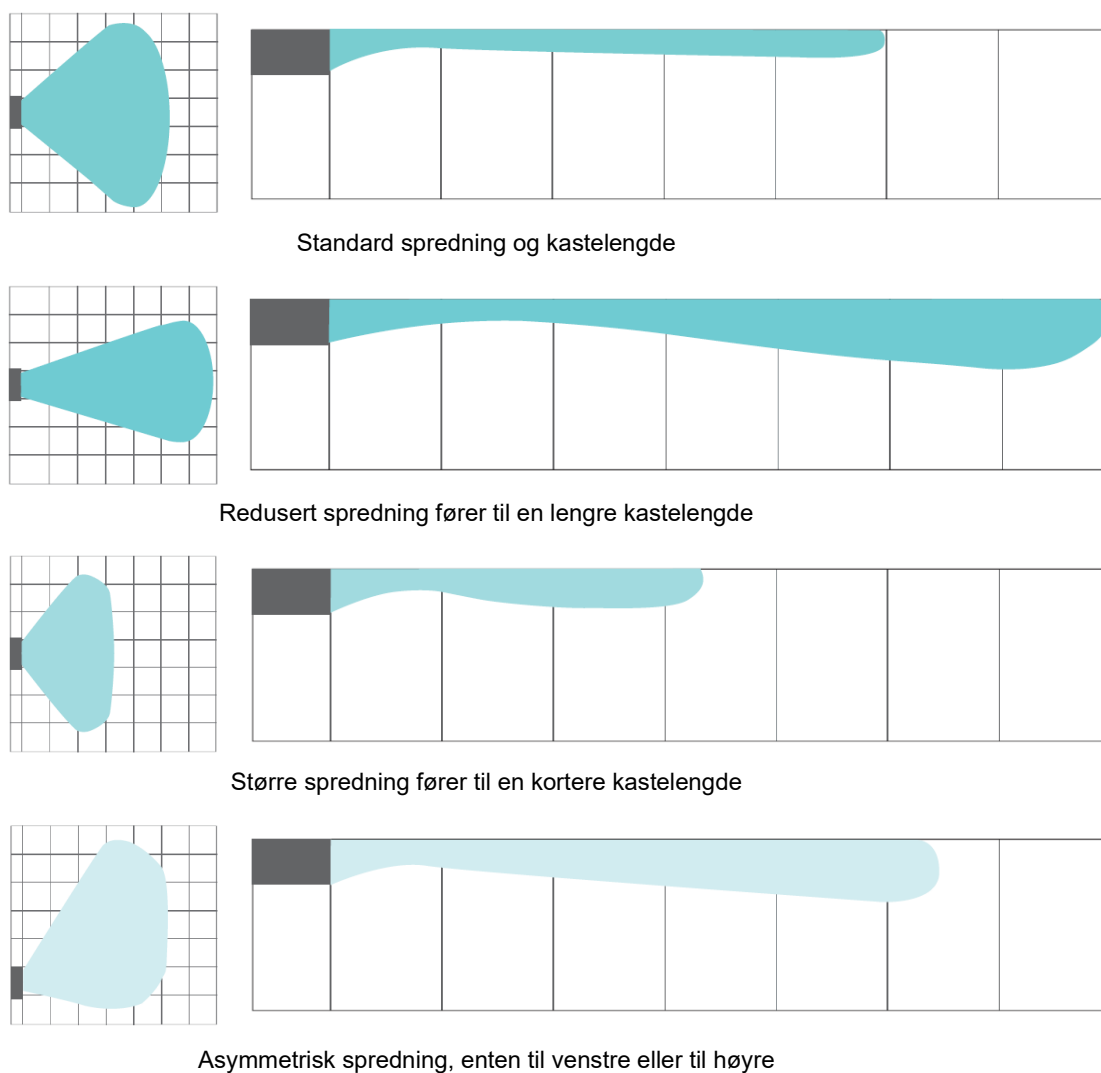 Standard spredning og kastelengde
Redusert spredning fører til en lengre kastelengde
Større spredning fører til en kortere kastelengde
Asymmetrisk spredning, enten til venstre eller til høyre